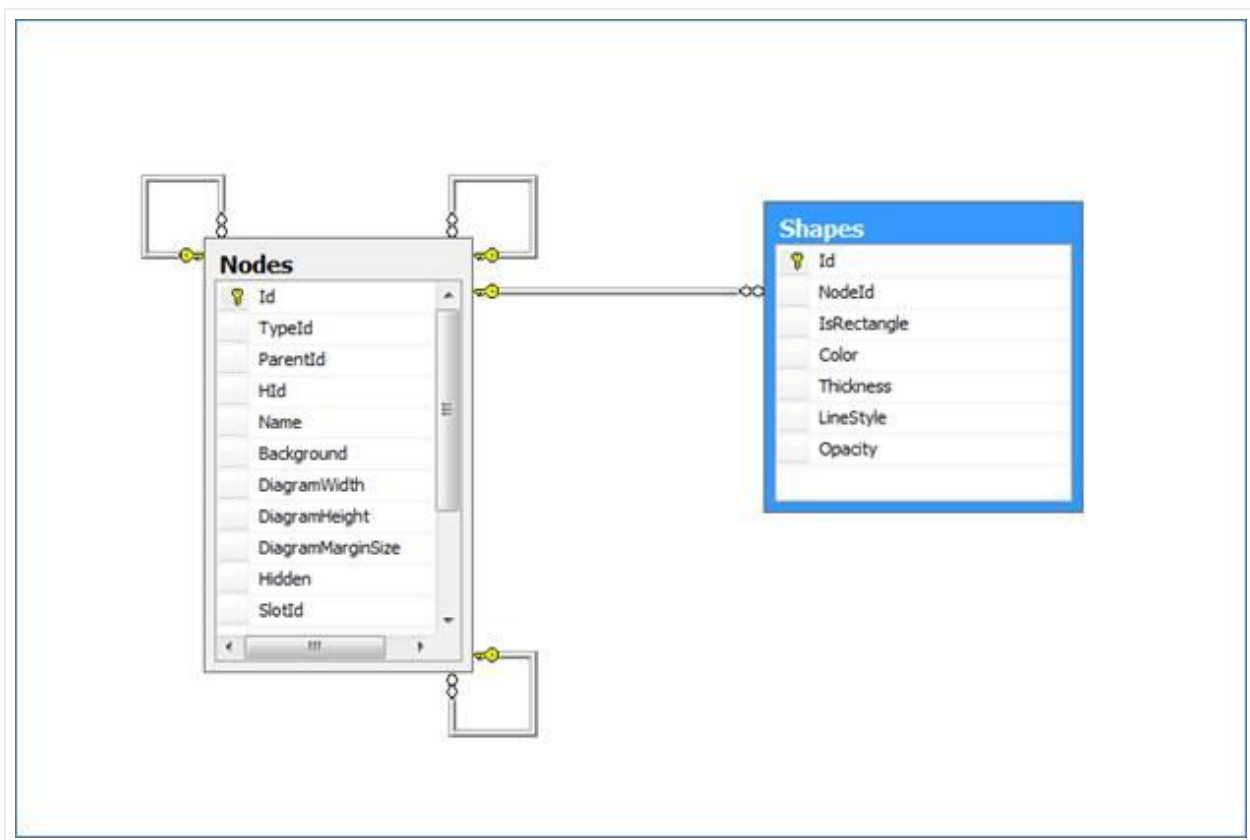 Nodes
Id
TypeId
ParentId
HId
Name
Background
DiagramWidth
DiagramHeight
DiagramMarginSize
Hidden
SlotId
Shapes
Id
NodeId
IsRectangle
Color
Thickness
LineStyle
Opacity